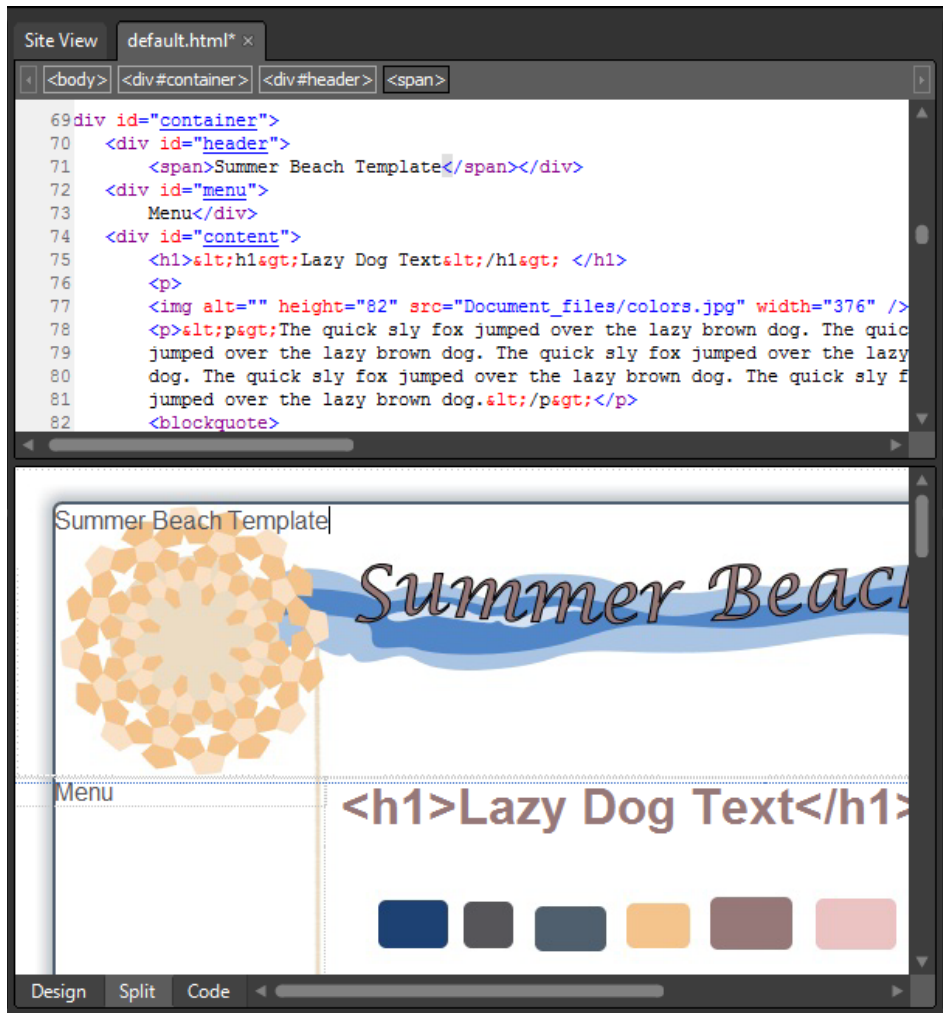 Site View default.html* ×
<body> <div#container> <div#header> <span>
69 div id="container">
70 <div id="header">
71 <span>Summer Beach Template</span></div>
72 <div id="menu">
73 Menu</div>
74 <div id="content">
75 <h1>&lt;h1&gt;Lazy Dog Text&lt;/h1&gt; </h1>
76 <p>
77 <img alt="" height="82" src="Document_files/colors.jpg" width="376" />
78 <p>&lt;p&gt;The quick sly fox jumped over the lazy brown dog. The quic
79 jumped over the lazy brown dog. The quick sly fox jumped over the lazy
80 dog. The quick sly fox jumped over the lazy brown dog. The quick sly f
81 jumped over the lazy brown dog.&lt;/p&gt;</p>
82 <blockquote>
Summer Beach Template
Summer Beach
Menu
<h1>Lazy Dog Text</h1>
Design Split Code